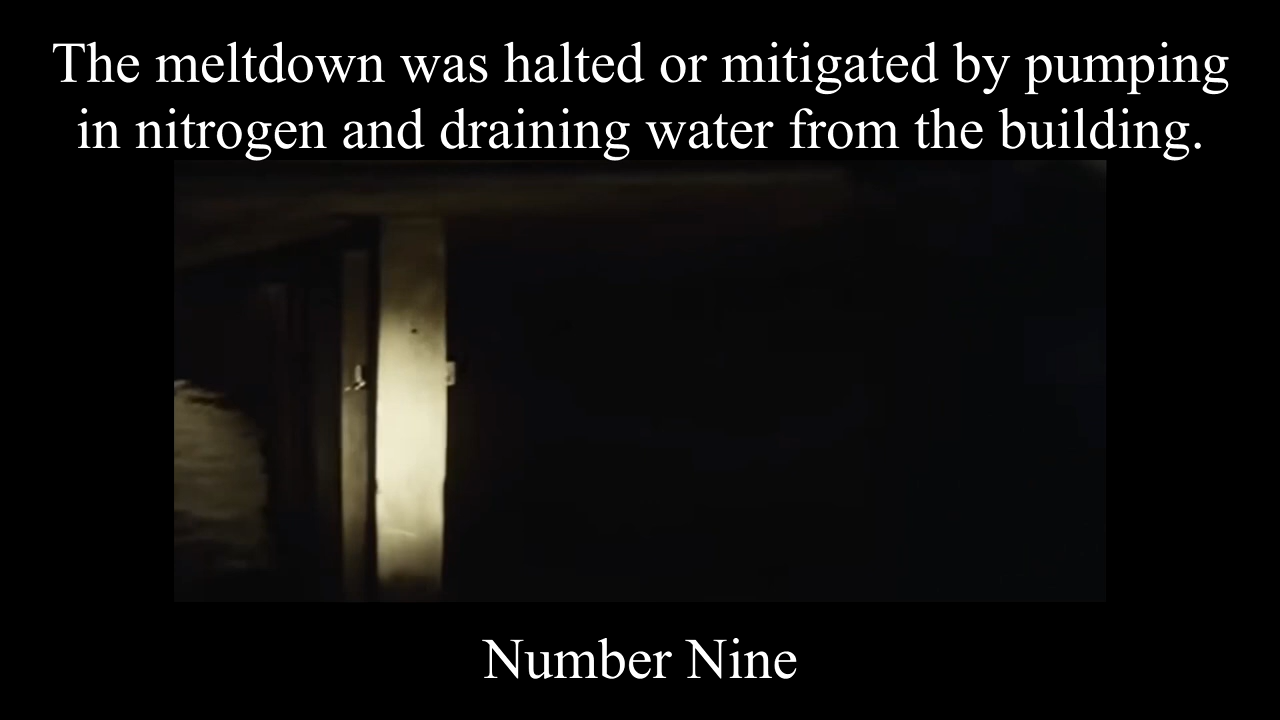 The meltdown was halted or mitigated by pumping
in nitrogen and draining water from the building.
Number Nine